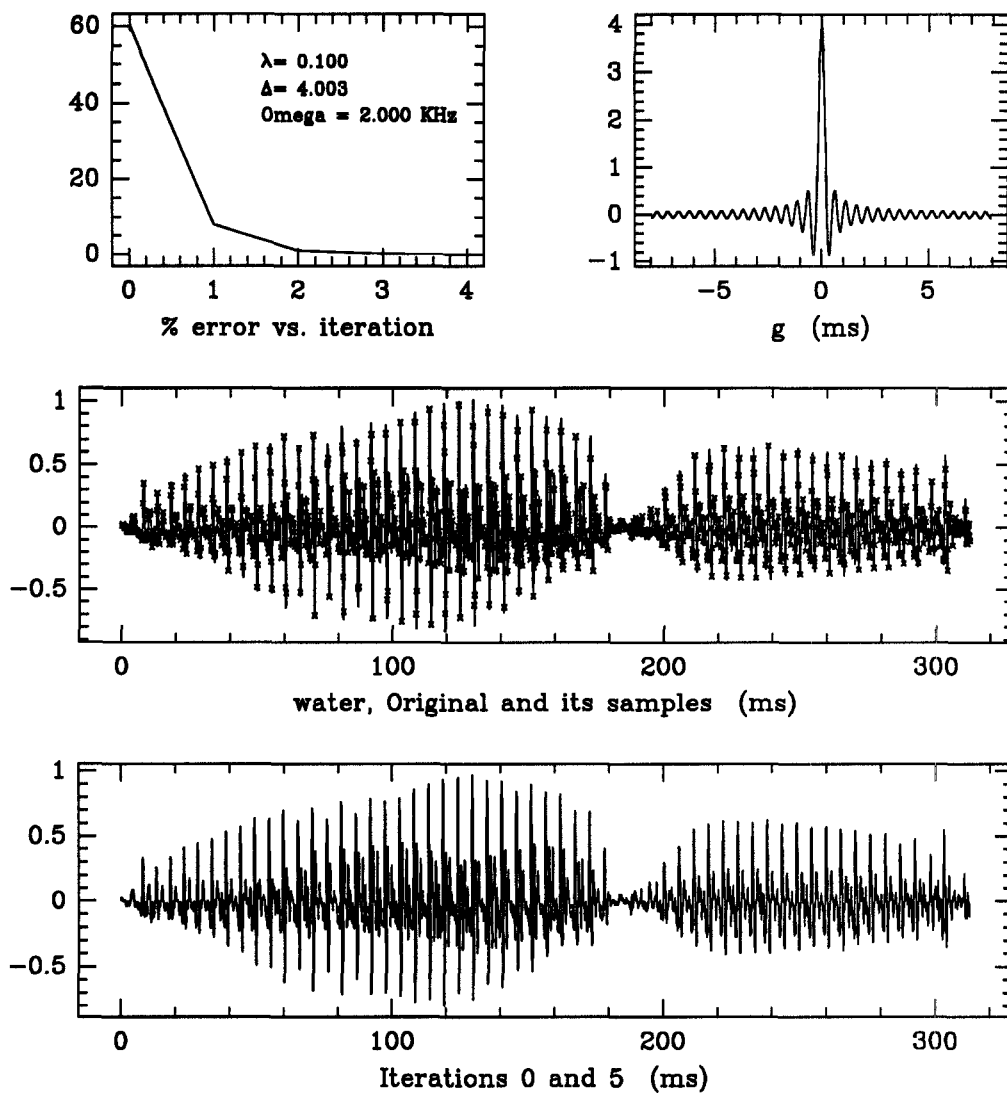 60
40
20
0
λ= 0.100
Δ= 4.003
Omega = 2.000 KHz
0 1 2 3 4
% error vs. iteration
4
3
2
1
0
−1
−5 0 5
g (ms)
1
0.5
0
−0.5
0 100 200 300
water, Original and its samples (ms)
1
0.5
0
−0.5
0 100 200 300
Iterations 0 and 5 (ms)